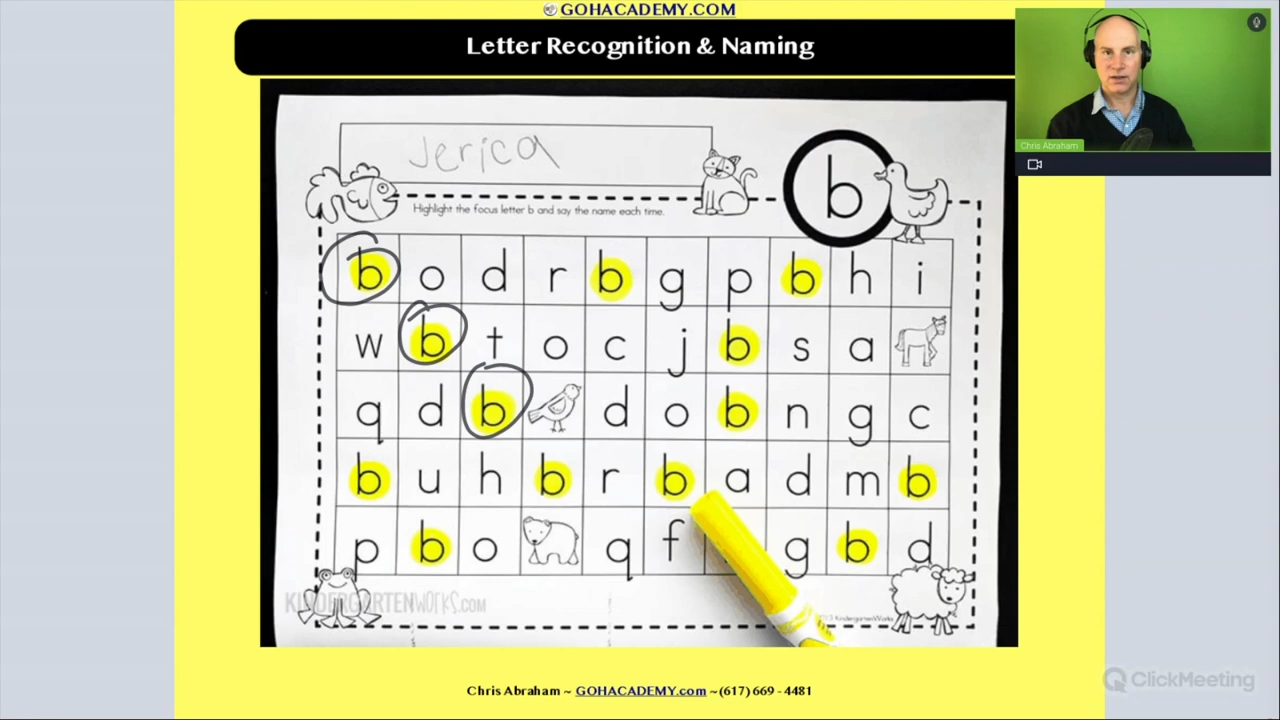 GOHACADEMY.COM
Letter Recognition & Naming
Chris Abraham
Jerica
b
Highlight the focus letter b and say the name each time.
b o d r b g p b h i
w b t o c j b s a
q d b d o b n g c
b u h b r b a d m b
p b o q f g b d
KINDERGARTENWORKS.COM
KindergartenWorks
Chris Abraham ~ GOHACADEMY.com ~(617) 669 - 4481
ClickMeeting